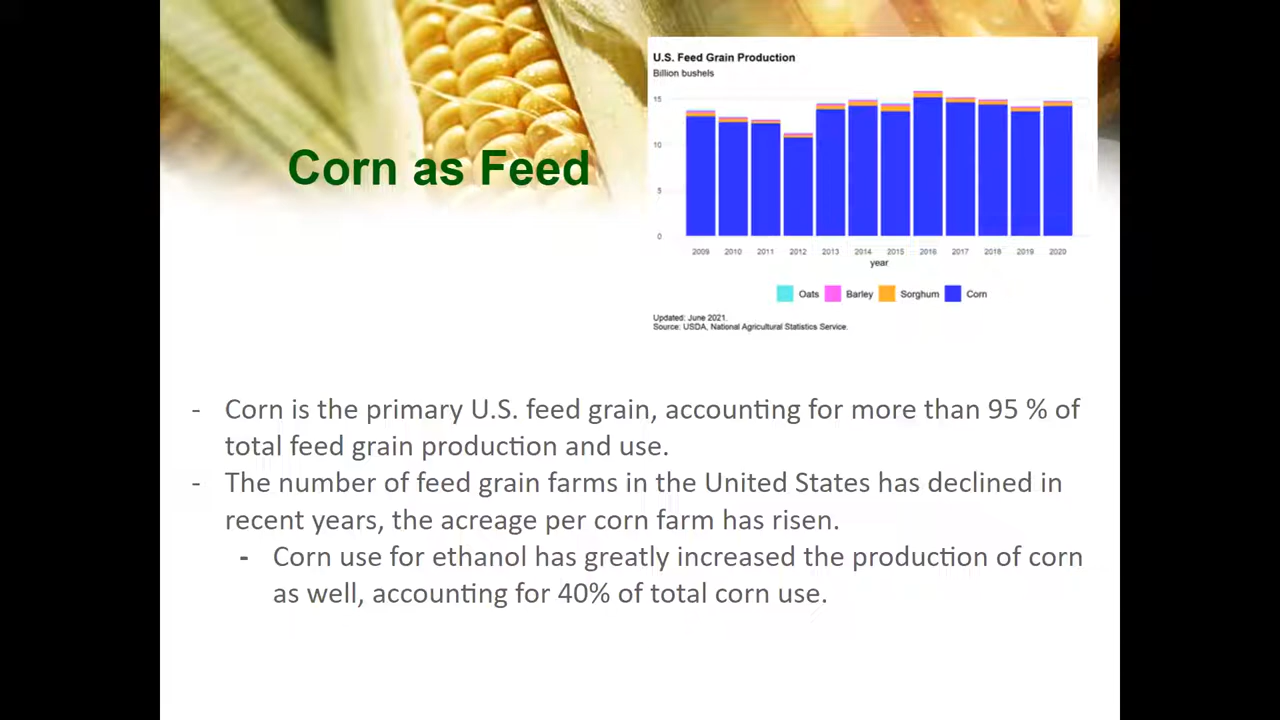 Corn as Feed
U.S. Feed Grain Production
Billion bushels
15
10
5
0
2009 2010 2011 2012 2013 2014 2015 2016 2017 2018 2019 2020
year
Oats Barley Sorghum Corn
Updated: June 2021.
Source: USDA, National Agricultural Statistics Service.
- Corn is the primary U.S. feed grain, accounting for more than 95 % of
total feed grain production and use.
- The number of feed grain farms in the United States has declined in
recent years, the acreage per corn farm has risen.
- Corn use for ethanol has greatly increased the production of corn
as well, accounting for 40% of total corn use.